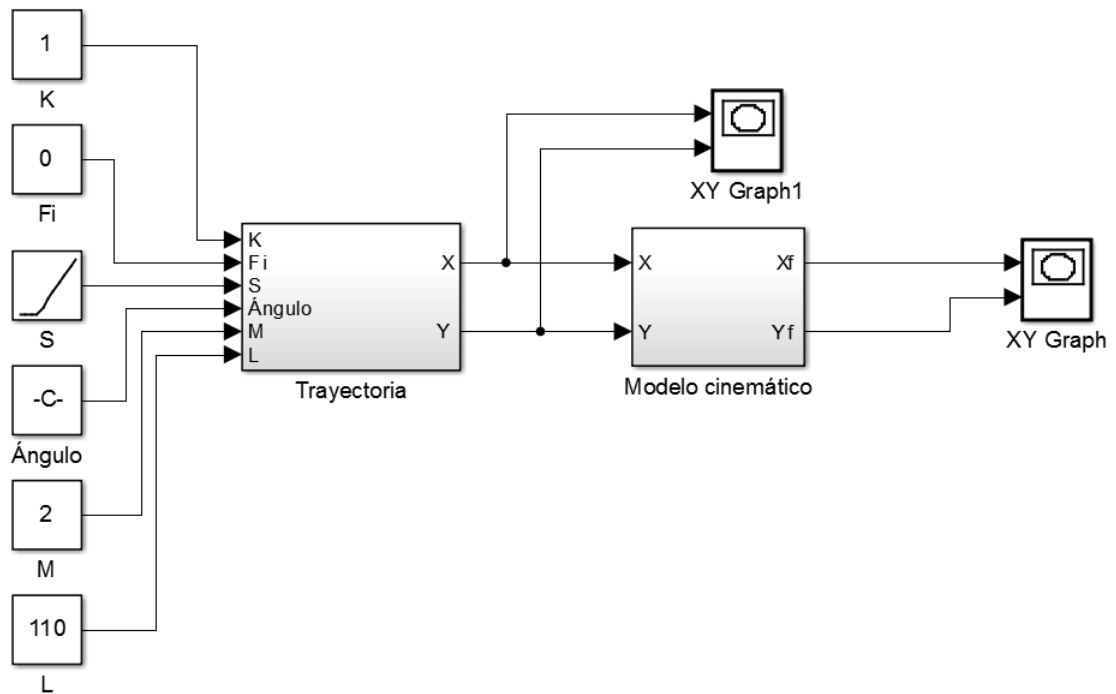 1
K
0
Fi
S
-C-
Ángulo
2
M
110
L
K
Fi
S
Ángulo
M
L
X
Y
Trayectoria
XY Graph1
X
Y
Xf
Yf
Modelo cinemático
XY Graph